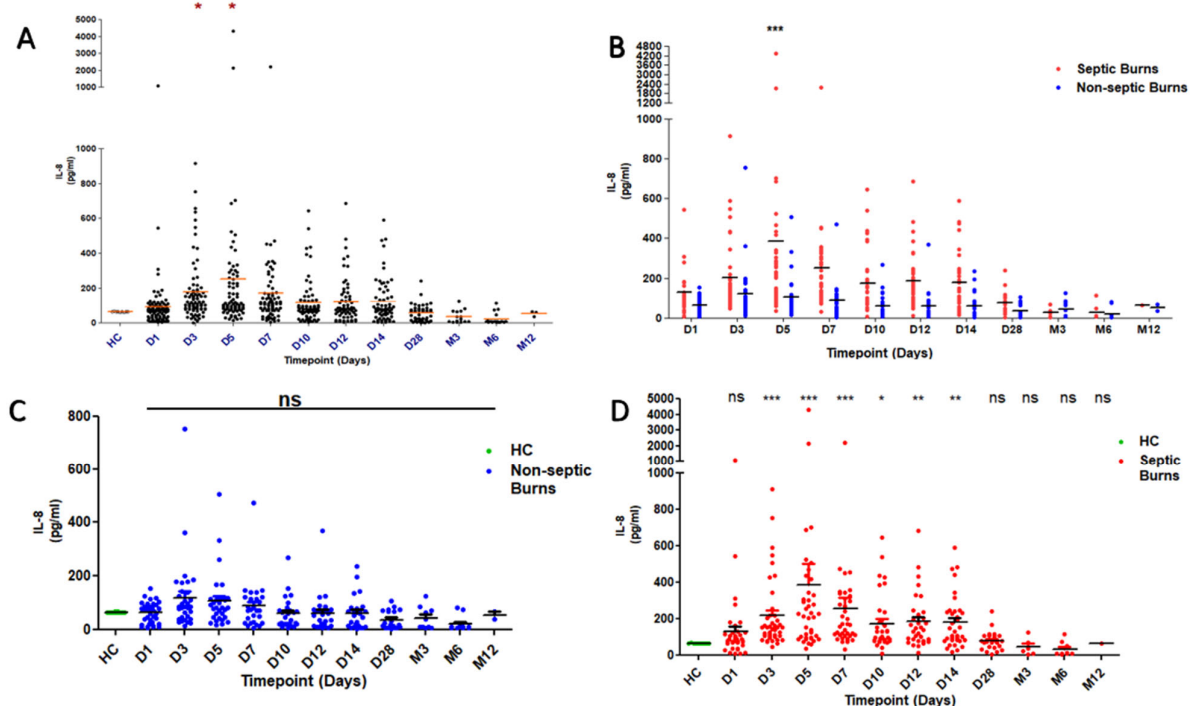 A
* *
5000
4000
3000
2000
1000
1000
800
600
400
200
0
IL-8
(pg/ml)
HC D1 D3 D5 D7 D10 D12 D14 D28 M3 M6 M12
Timepoint (Days)
B
***
4800
4200
3600
3000
2400
1800
1200
1000
800
600
400
200
0
IL-8
(pg/ml)
Septic Burns
Non-septic Burns
D1 D3 D5 D7 D10 D12 D14 D28 M3 M6 M12
Timepoint (Days)
C
ns
800
600
400
200
0
IL-8
(pg/ml)
HC
Non-septic
Burns
HC D1 D3 D5 D7 D10 D12 D14 D28 M3 M6 M12
Timepoint (Days)
D
ns *** *** *** * ** ** ns ns ns ns
5000
4000
3000
2000
1000
1000
800
600
400
200
0
IL-8
(pg/ml)
HC
Septic
Burns
HC D1 D3 D5 D7 D10 D12 D14 D28 M3 M6 M12
Timepoint (Days)